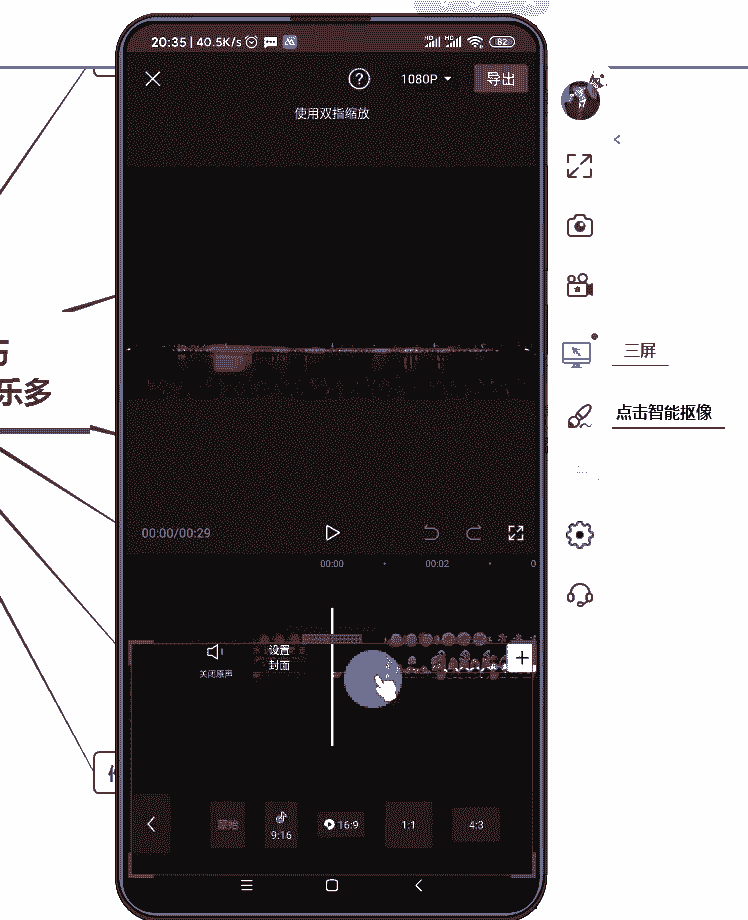 20:35 | 40.5K/s
82
1080P
导出
使用双指缩放
乐多
三屏
点击智能抠像
00:00/00:29
00:00
00:02
0
关闭原声
设置
封面
原始
9:16
16:9
1:1
4:3